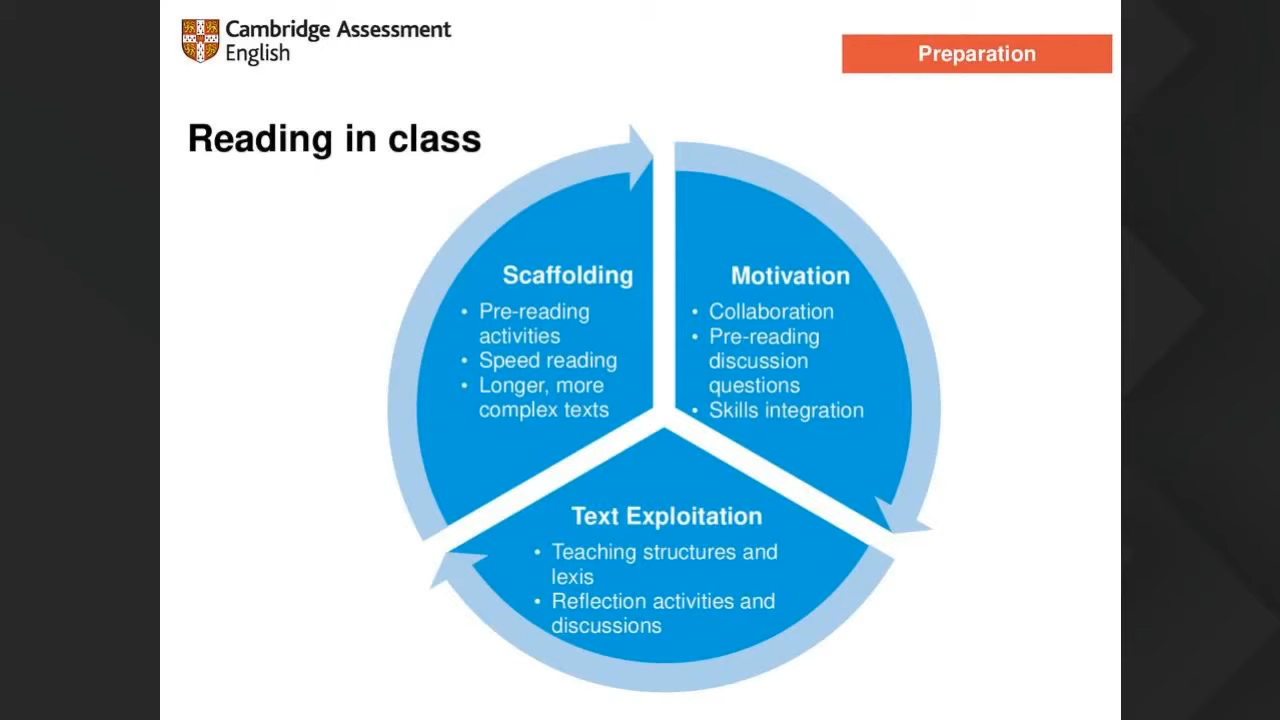 Cambridge Assessment
English
Preparation
Reading in class
Scaffolding
• Pre-reading
activities
• Speed reading
• Longer, more
complex texts
Motivation
• Collaboration
• Pre-reading
discussion
questions
• Skills integration
Text Exploitation
• Teaching structures and
lexis
• Reflection activities and
discussions